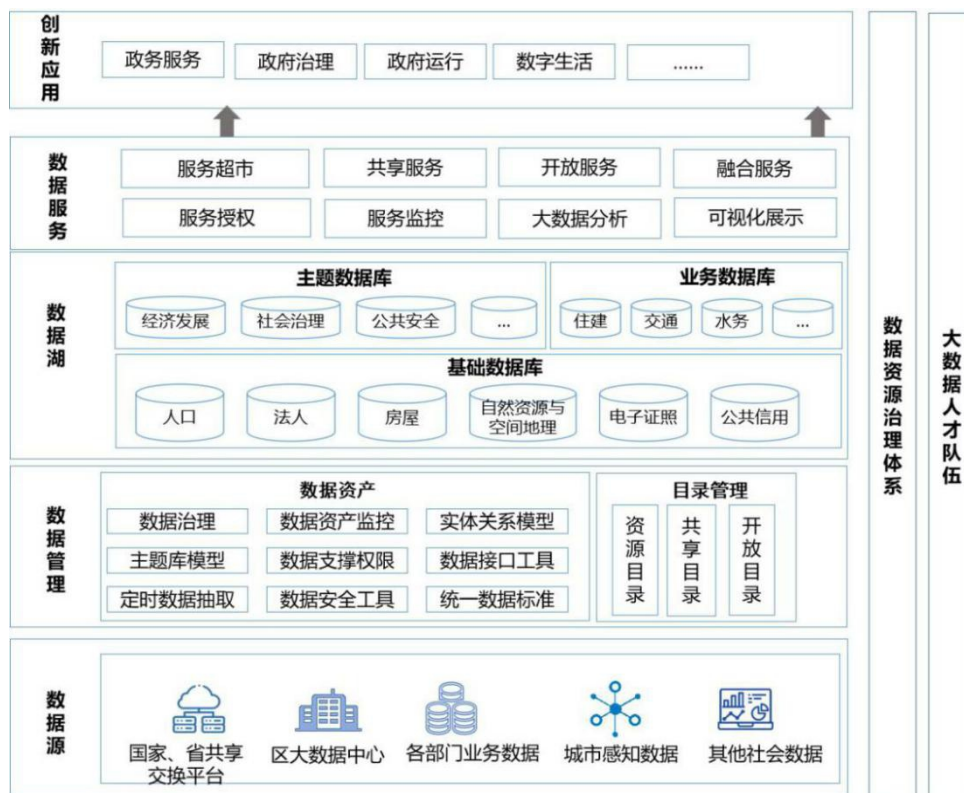 创新应用
政务服务
政府治理
政府运行
数字生活
......
数据服务
服务超市
共享服务
开放服务
融合服务
服务授权
服务监控
大数据分析
可视化展示
数据湖
主题数据库
经济发展
社会治理
公共安全
...
业务数据库
住建
交通
水务
...
基础数据库
人口
法人
房屋
自然资源与
空间地理
电子证照
公共信用
数据管理
数据资产
数据治理
数据资产监控
实体关系模型
主题库模型
数据支撑权限
数据接口工具
定时数据抽取
数据安全工具
统一数据标准
目录管理
资源目录
共享目录
开放目录
数据源
国家、省共享
交换平台
区大数据中心
各部门业务数据
城市感知数据
其他社会数据
数据资源治理体系
大数据人才队伍